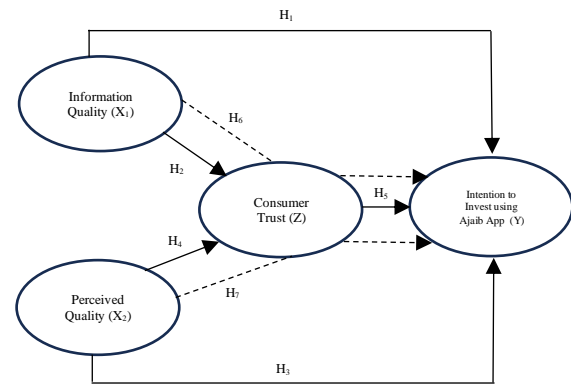 H1
Information
Quality (X1)
H6
H2
Consumer
Trust (Z)
H5
Intention to
Invest using
Ajaib App (Y)
H4
H7
Perceived
Quality (X2)
H3